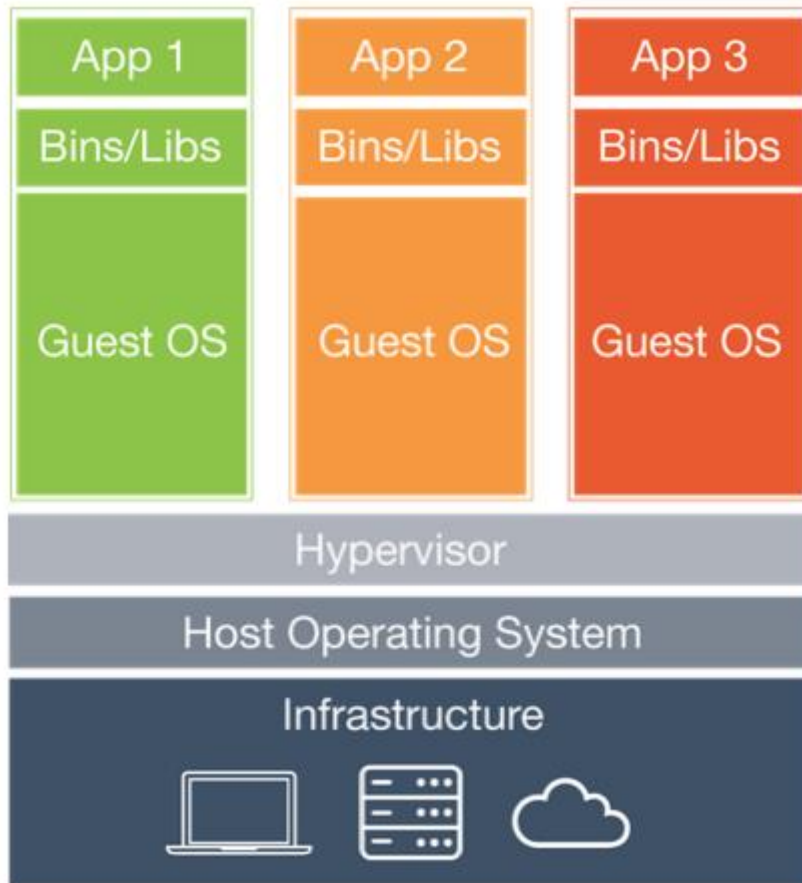 App 1
App 2
App 3
Bins/Libs
Bins/Libs
Bins/Libs
Guest OS
Guest OS
Guest OS
Hypervisor
Host Operating System
Infrastructure